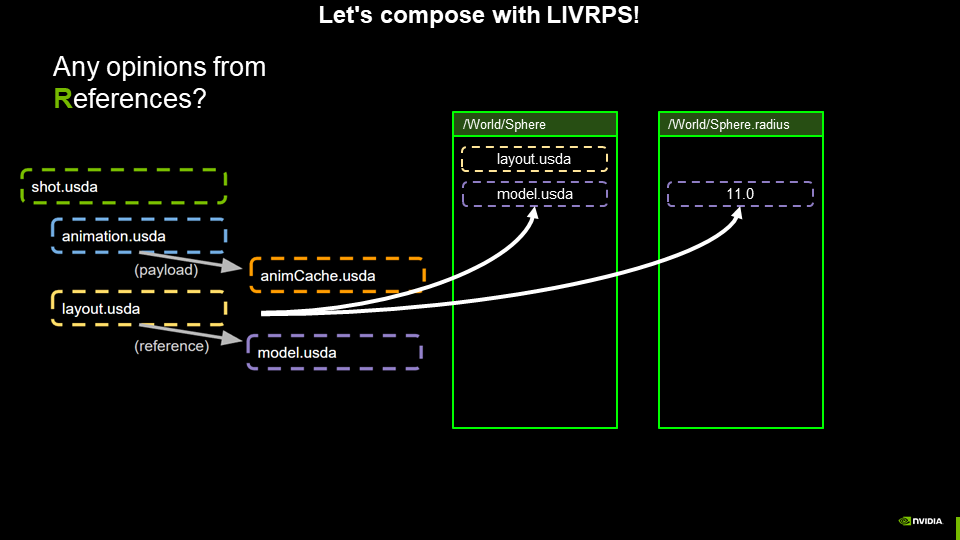 Let's compose with LIVRPS!
Any opinions from
References?
/World/Sphere
/World/Sphere.radius
layout.usda
model.usda
11.0
shot.usda
animation.usda
(payload)
animCache.usda
layout.usda
(reference)
model.usda
NVIDIA.